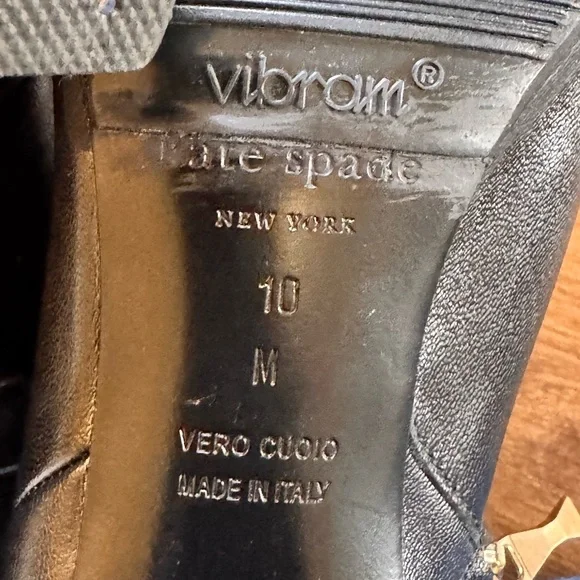 vibram®
kate spade
NEW YORK
10
M
VERO CUOIO
MADE IN ITALY